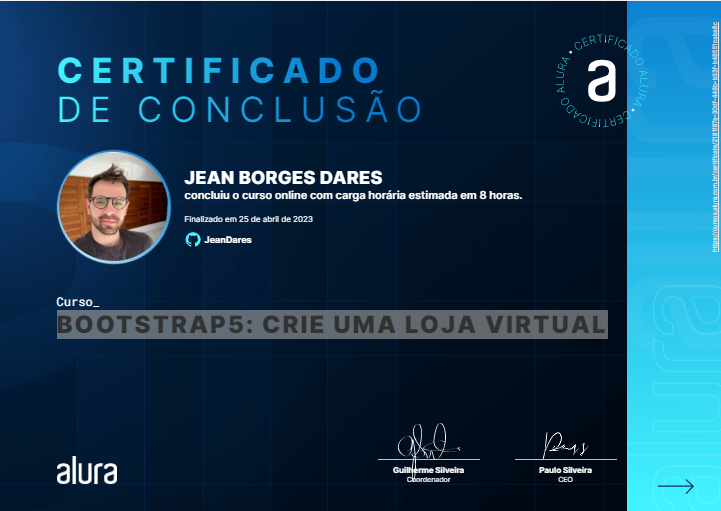 CERTIFICADO
DE CONCLUSÃO
CERTIFICADO ALURA • CERTIFICADO ALURA •
a
JEAN BORGES DARES
concluiu o curso online com carga horária estimada em 8 horas.
Finalizado em 25 de abril de 2023
JeanDares
Curso_
BOOTSTRAP5: CRIE UMA LOJA VIRTUAL
alura
Guilherme Silveira
Coordenador
Paulo Silveira
CEO
alura